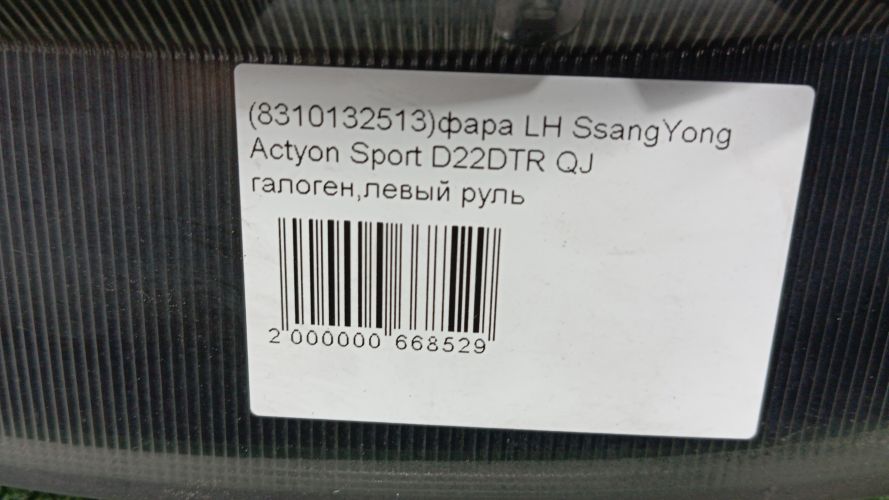 (8310132513)фара LH SsangYong
Actyon Sport D22DTR QJ
галоген,левый руль
2 000000 668529